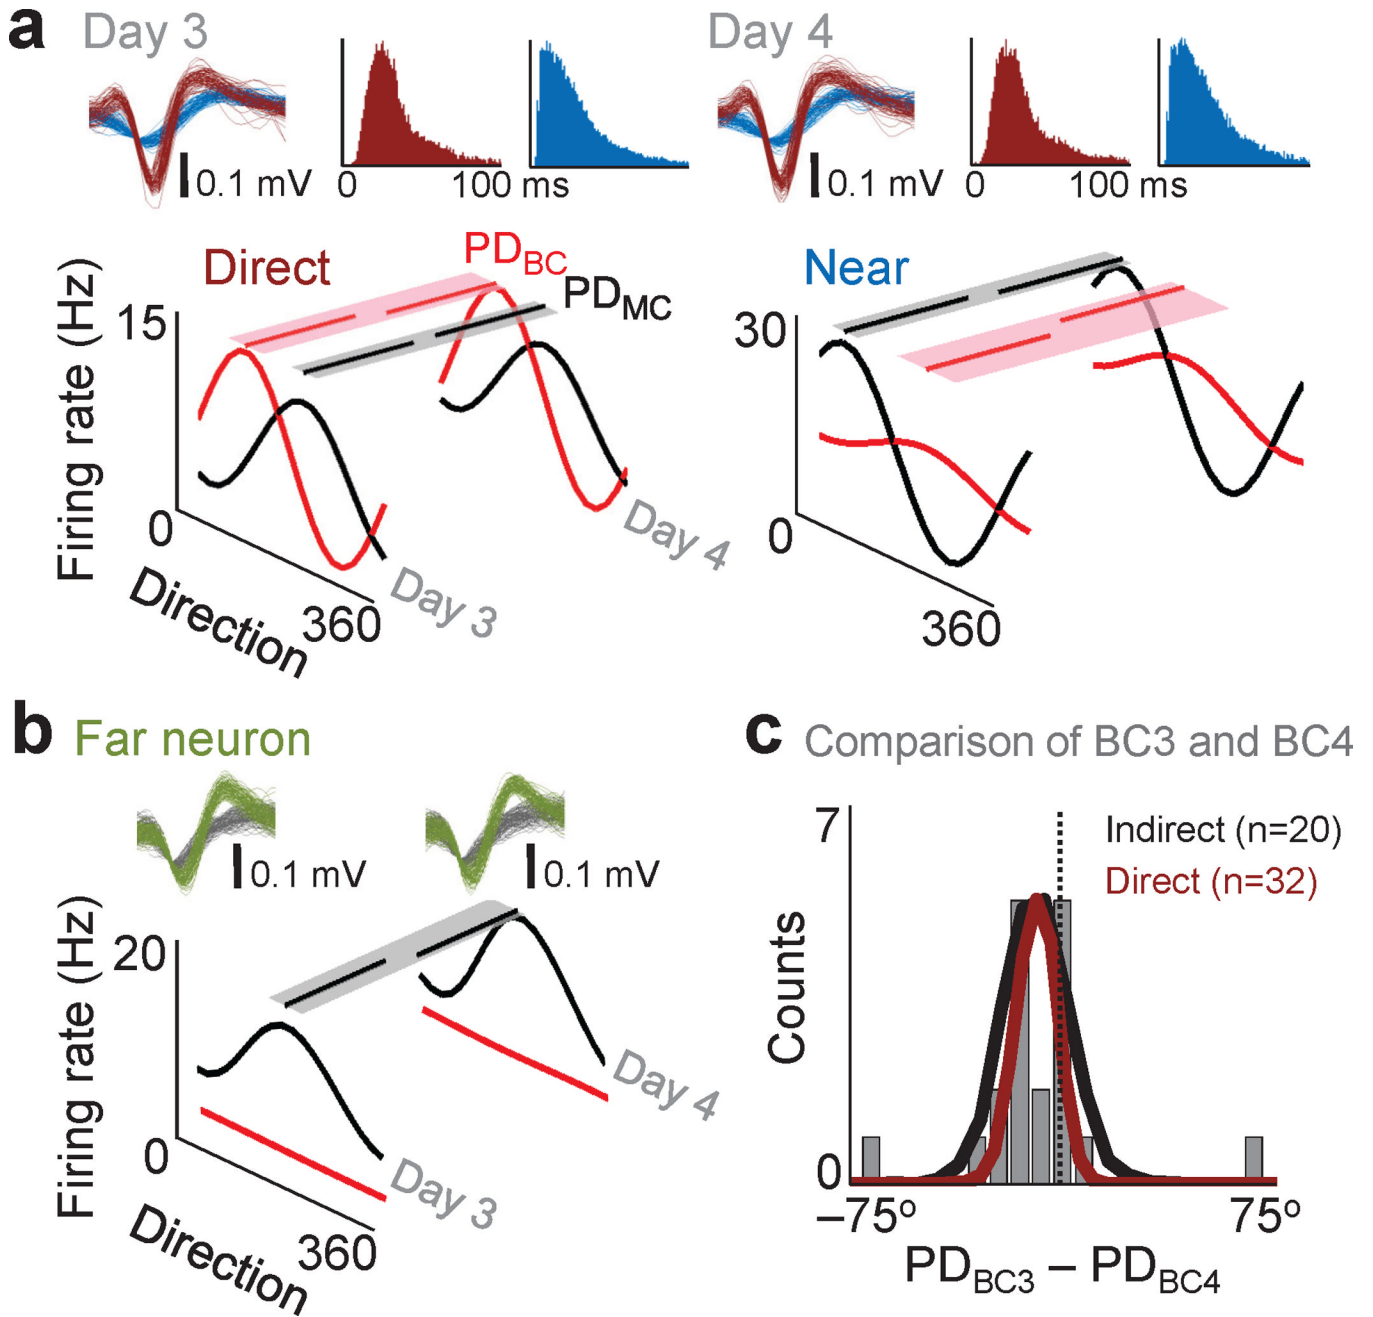 a Day 3 Day 4
0.1 mV 0 100 ms 0.1 mV 0 100 ms
Direct PDBC PDMC Near
Firing rate (Hz)
15
0
Direction
360
Day 3
Day 4
30
0
360
b Far neuron
0.1 mV 0.1 mV
Firing rate (Hz)
20
0
Direction
360
Day 3
Day 4
c Comparison of BC3 and BC4
7
Indirect (n=20)
Direct (n=32)
Counts
0
–75º 75º
PDBC3 – PDBC4